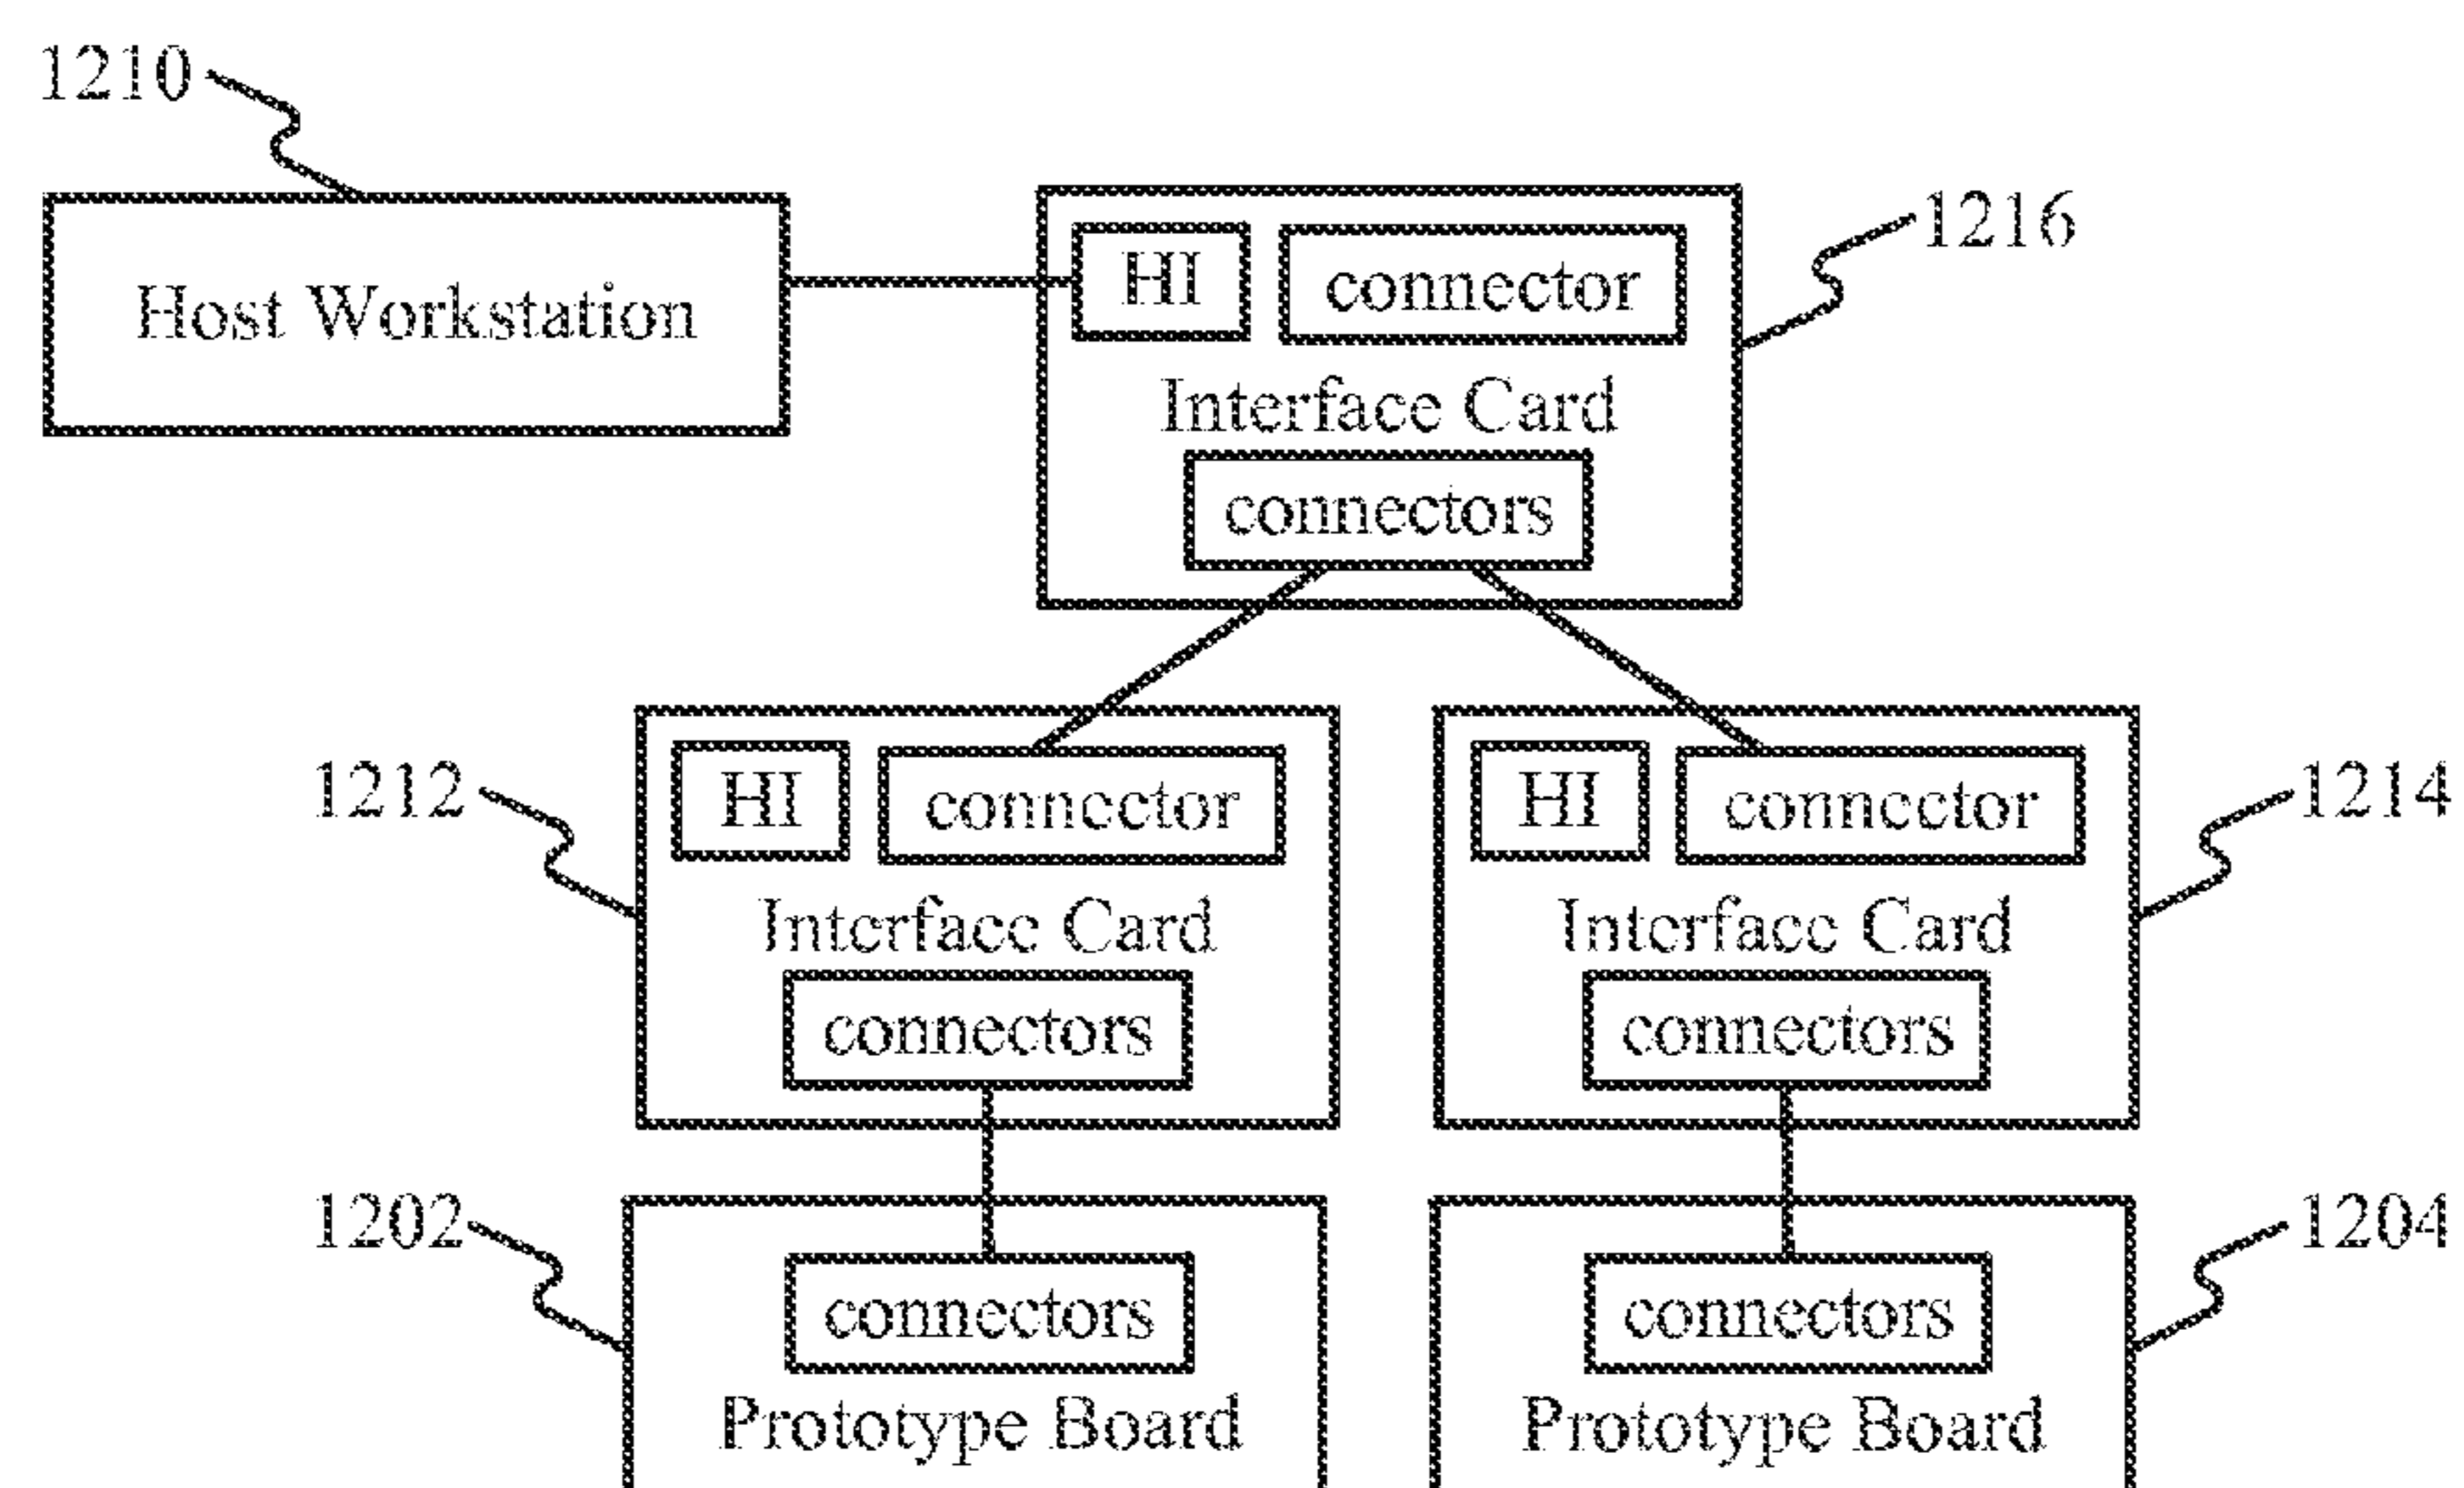 1210
1216
HI connector
Host Workstation
Interface Card
connectors
1212
HI connector
HI connector
1214
Interface Card
Interface Card
connectors
connectors
1202
1204
connectors
connectors
Prototype Board
Prototype Board